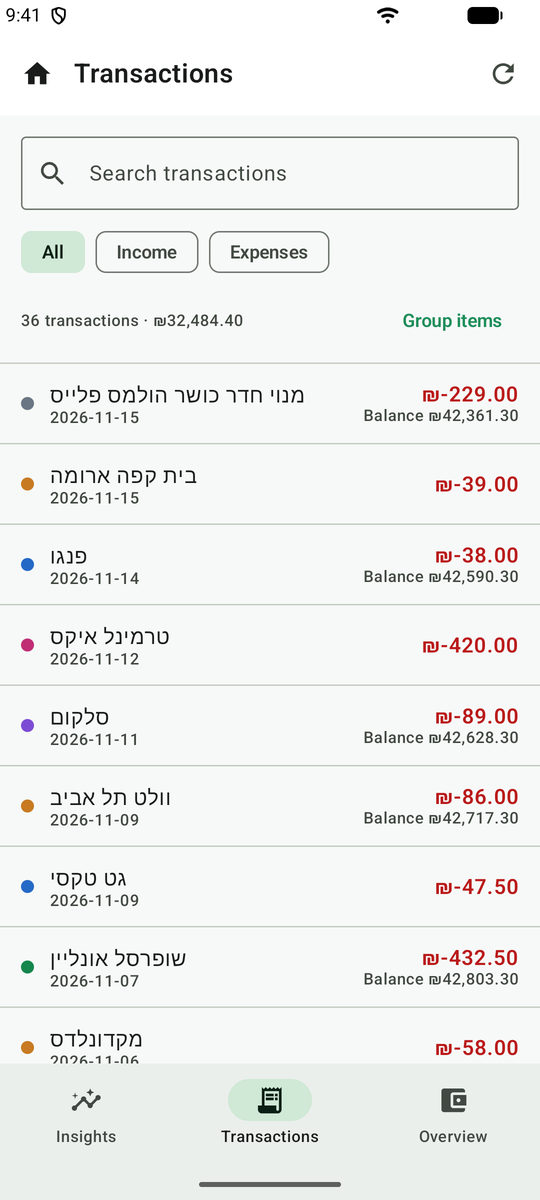 9:41
Transactions
Search transactions
All
Income
Expenses
36 transactions · ₪32,484.40
Group items
מנוי חדר כושר הולמס פלייס
₪-229.00
2026-11-15
Balance ₪42,361.30
בית קפה ארומה
₪-39.00
2026-11-15
פנגו
₪-38.00
2026-11-14
Balance ₪42,590.30
טרמינל איקס
₪-420.00
2026-11-12
סלקום
₪-89.00
2026-11-11
Balance ₪42,628.30
וולט תל אביב
₪-86.00
2026-11-09
Balance ₪42,717.30
גט טקסי
₪-47.50
2026-11-09
שופרסל אונליין
₪-432.50
2026-11-07
Balance ₪42,803.30
מקדונלדס
₪-58.00
2026-11-06
Insights
Transactions
Overview